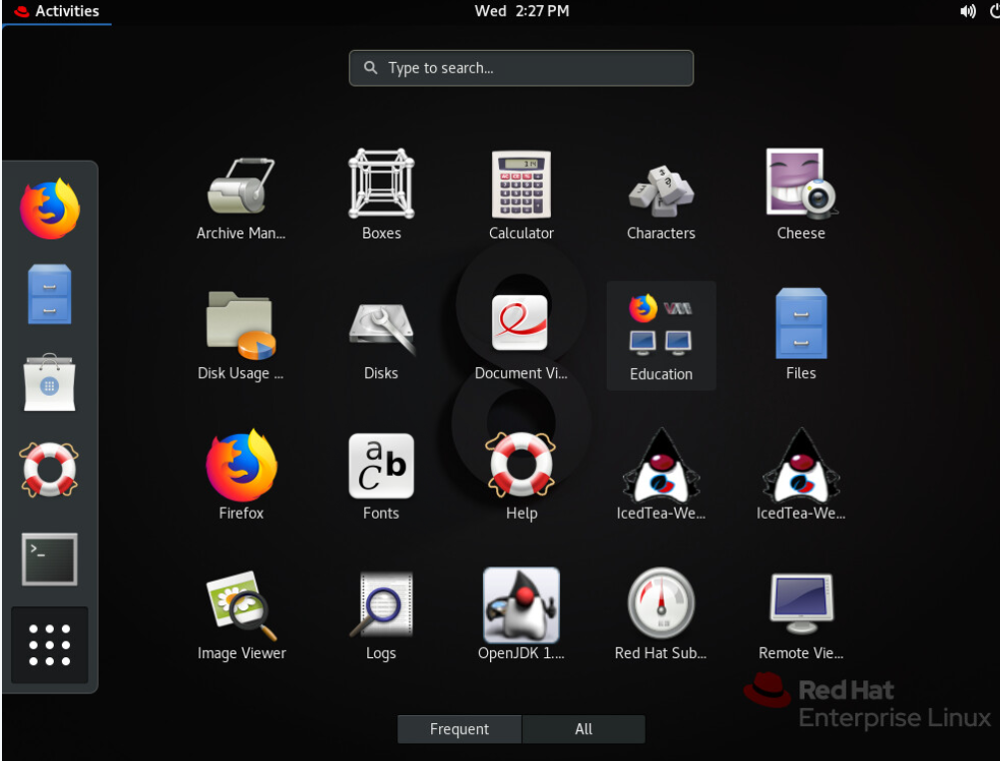 Activities
Wed 2:27 PM
Type to search...
Archive Man...
Boxes
Calculator
Characters
Cheese
Disk Usage ...
Disks
Document Vi...
Education
Files
Firefox
Fonts
Help
IcedTea-We...
IcedTea-We...
Image Viewer
Logs
OpenJDK 1....
Red Hat Sub...
Remote Vie...
Red Hat
Enterprise Linux
Frequent
All